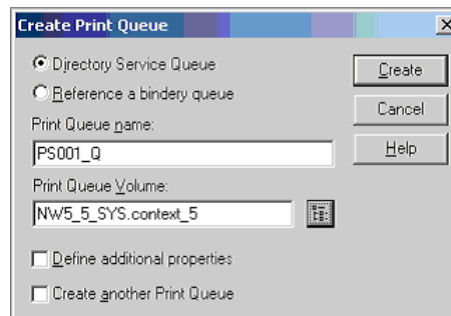 Create Print Queue
Directory Service Queue
Create
Reference a bindery queue
Cancel
Print Queue name:
Help
PS001_Q
Print Queue Volume:
NW5_5_SYS.context_5
Define additional properties
Create another Print Queue